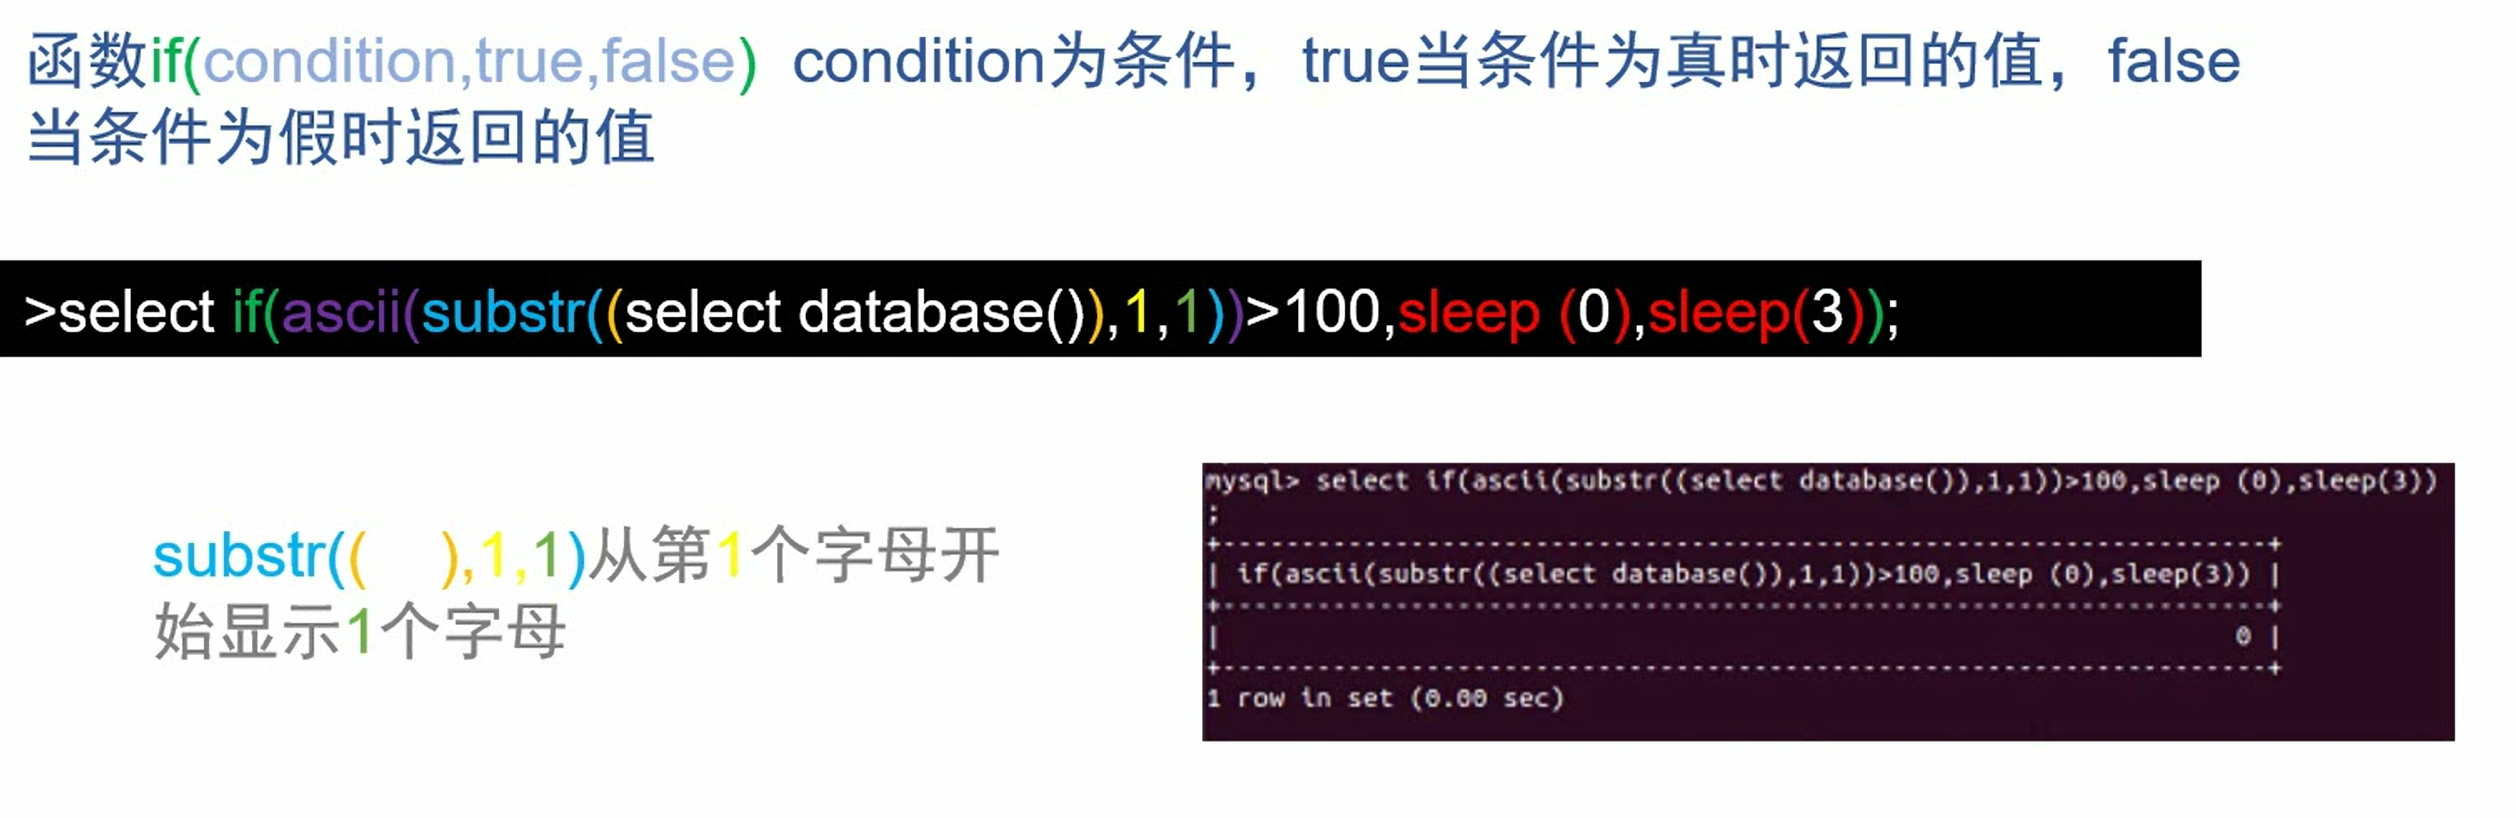 函数if(condition,true,false) condition为条件，true当条件为真时返回的值，false
当条件为假时返回的值
>select if(ascii(substr((select database()),1,1))>100,sleep (0),sleep(3));
substr((    ),1,1)从第1个字母开
始显示1个字母
mysql> select if(ascii(substr((select database()),1,1))>100,sleep (0),sleep(3))
;
+-----------------------------------------------------------------+
| if(ascii(substr((select database()),1,1))>100,sleep (0),sleep(3)) |
+-----------------------------------------------------------------+
| 0 |
+-----------------------------------------------------------------+
1 row in set (0.00 sec)